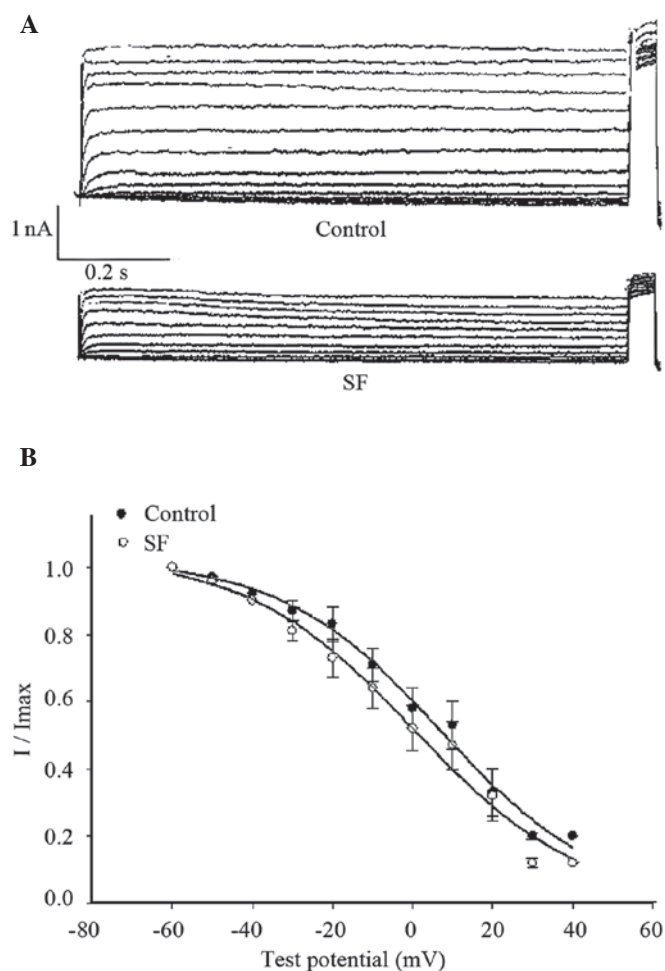 A
1 nA
0.2 s
Control
SF
B
Control
SF
I / Imax
1.0
0.8
0.6
0.4
0.2
0.0
-80 -60 -40 -20 0 20 40 60
Test potential (mV)